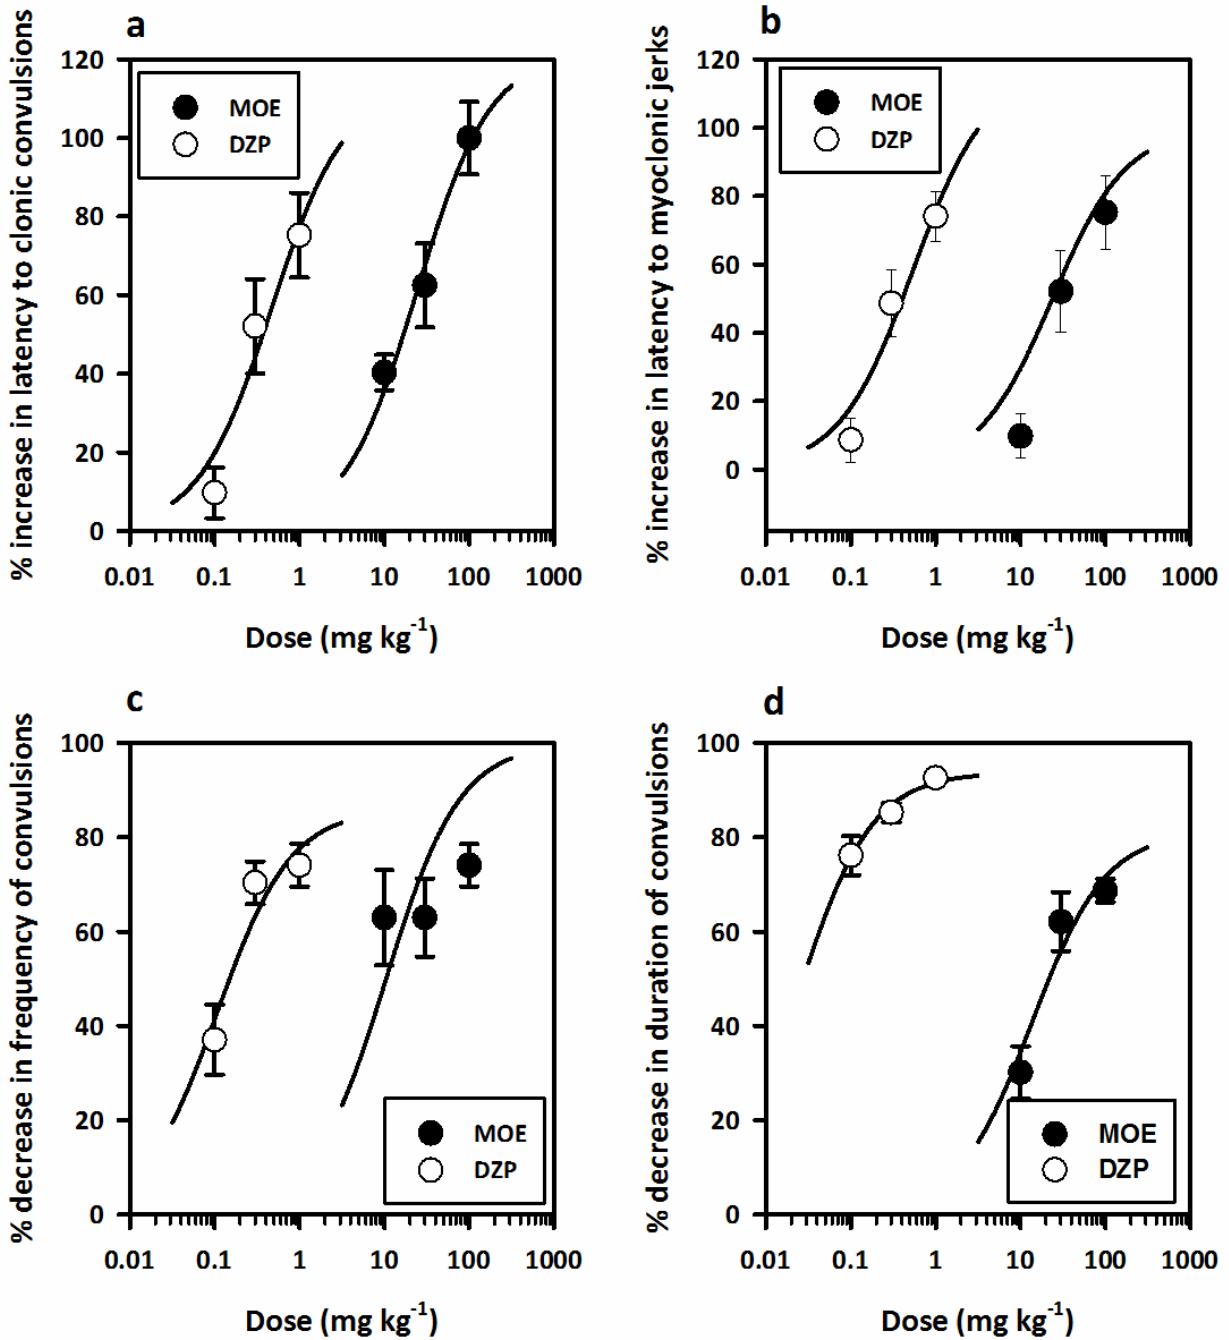 a
% increase in latency to clonic convulsions
120
100
80
60
40
20
0
MOE
DZP
0.01 0.1 1 10 100 1000
Dose (mg kg-1)
b
% increase in latency to myoclonic jerks
120
100
80
60
40
20
0
MOE
DZP
0.01 0.1 1 10 100 1000
Dose (mg kg-1)
c
% decrease in frequency of convulsions
100
80
60
40
20
0
MOE
DZP
0.01 0.1 1 10 100 1000
Dose (mg kg-1)
d
% decrease in duration of convulsions
100
80
60
40
20
0
MOE
DZP
0.01 0.1 1 10 100 1000
Dose (mg kg-1)